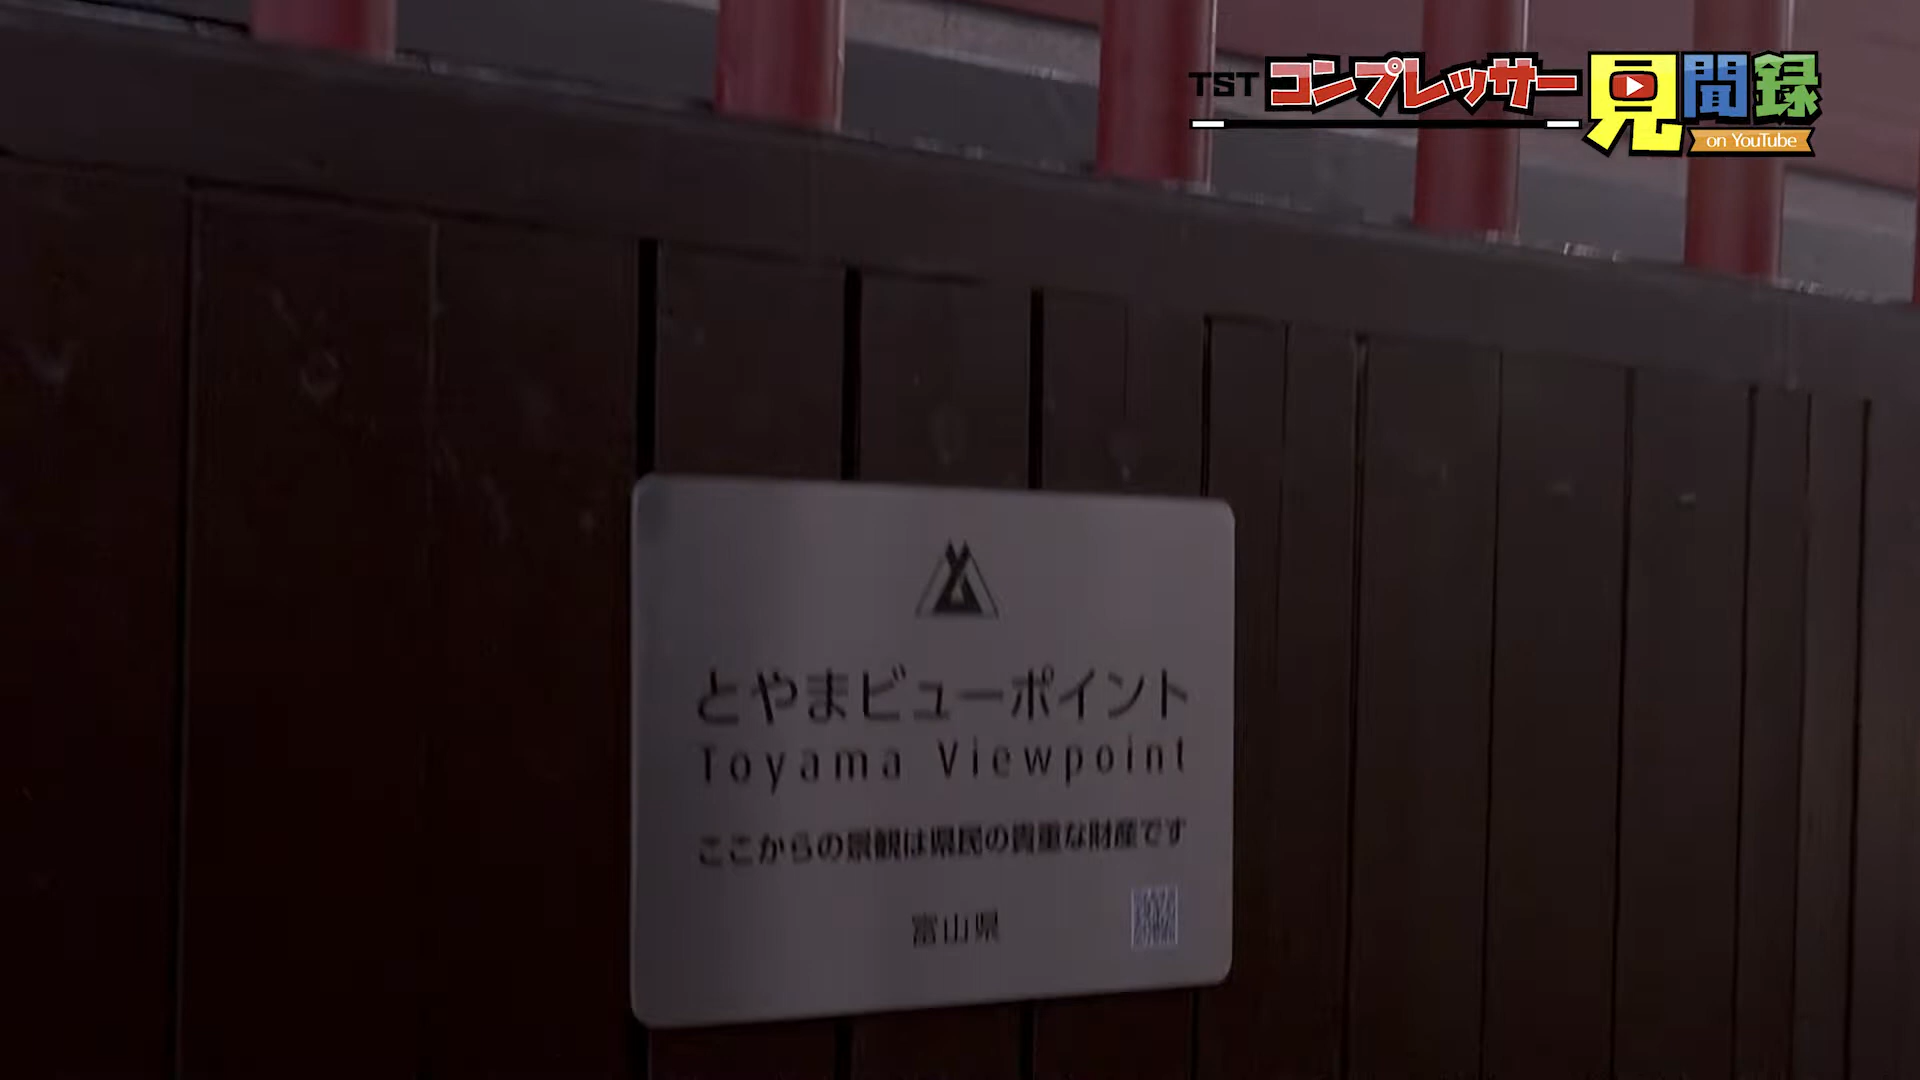 TST コンプレッサー見聞録
on YouTube
とやまビューポイント
Toyama Viewpoint
ここからの景観は県民の貴重な財産です
富山県